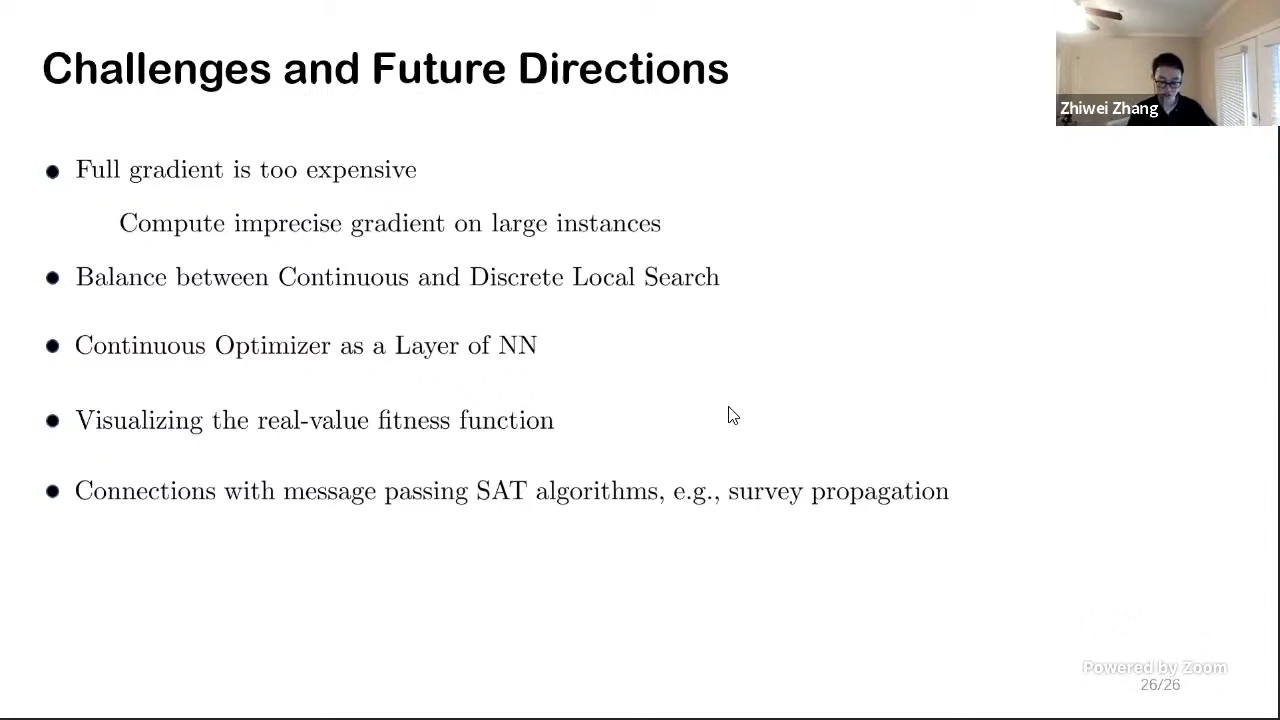 Challenges and Future Directions
Zhiwei Zhang
Full gradient is too expensive
Compute imprecise gradient on large instances
Balance between Continuous and Discrete Local Search
Continuous Optimizer as a Layer of NN
Visualizing the real-value fitness function
Connections with message passing SAT algorithms, e.g., survey propagation
Powered by Zoom
26/26